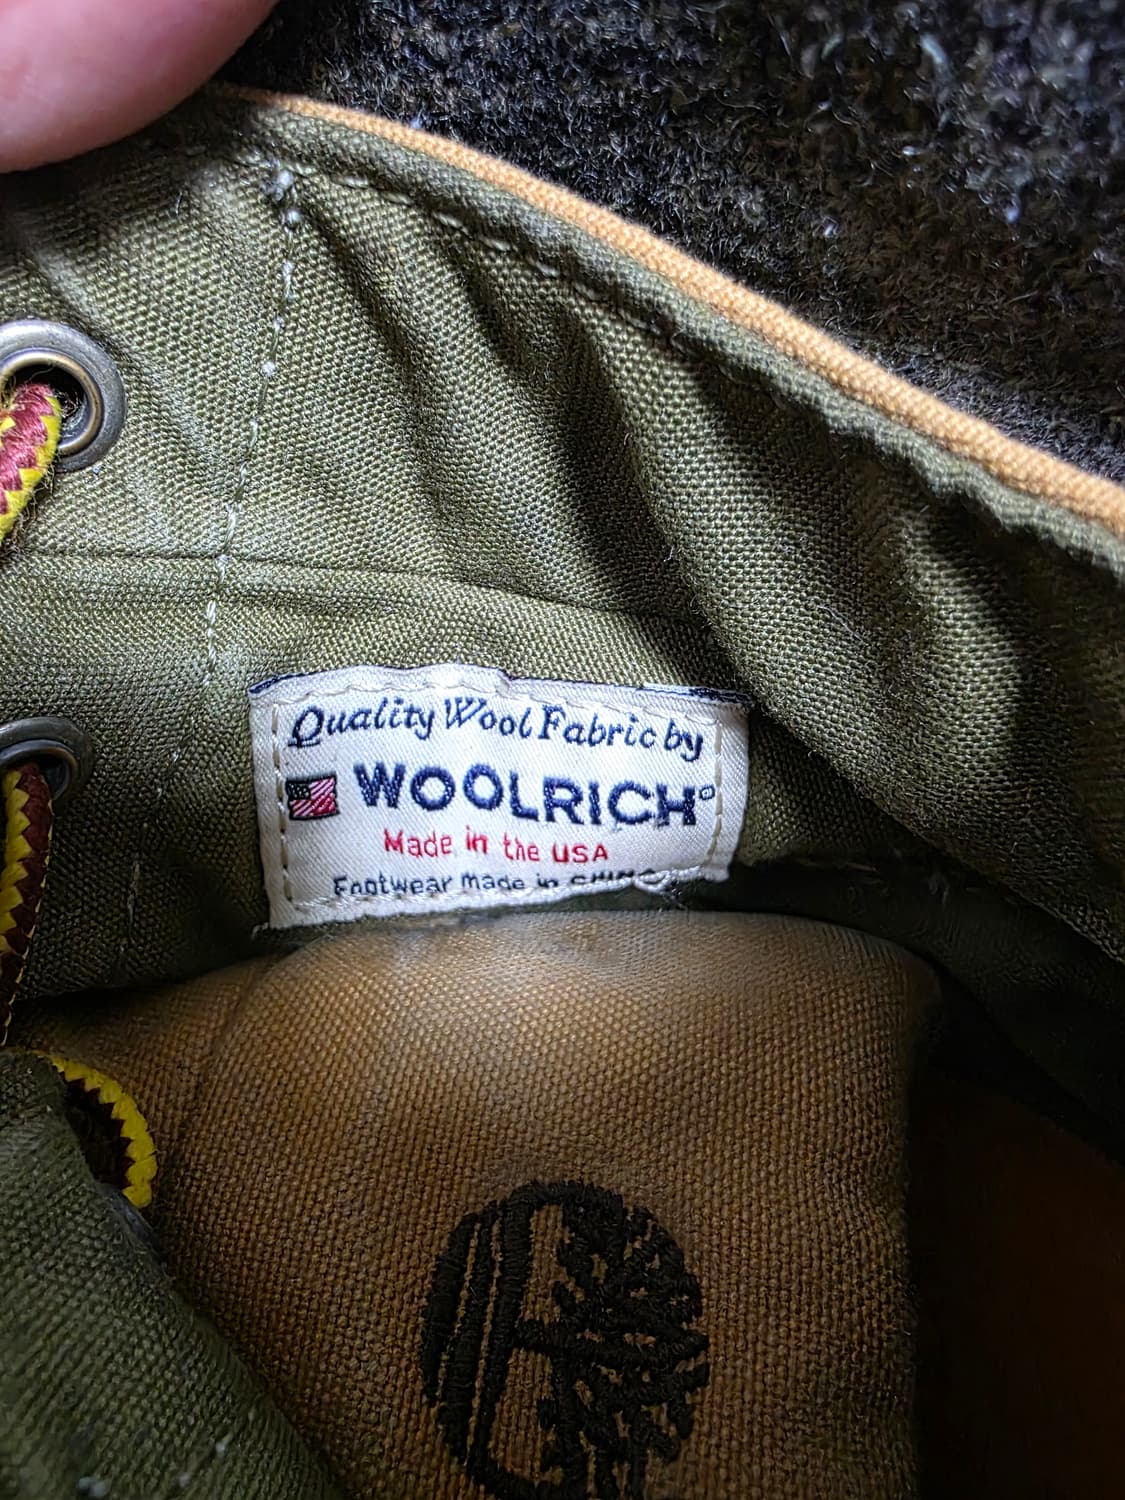 Quality Wool Fabric by
WOOLRICH®
Made in the USA
Footwear made in